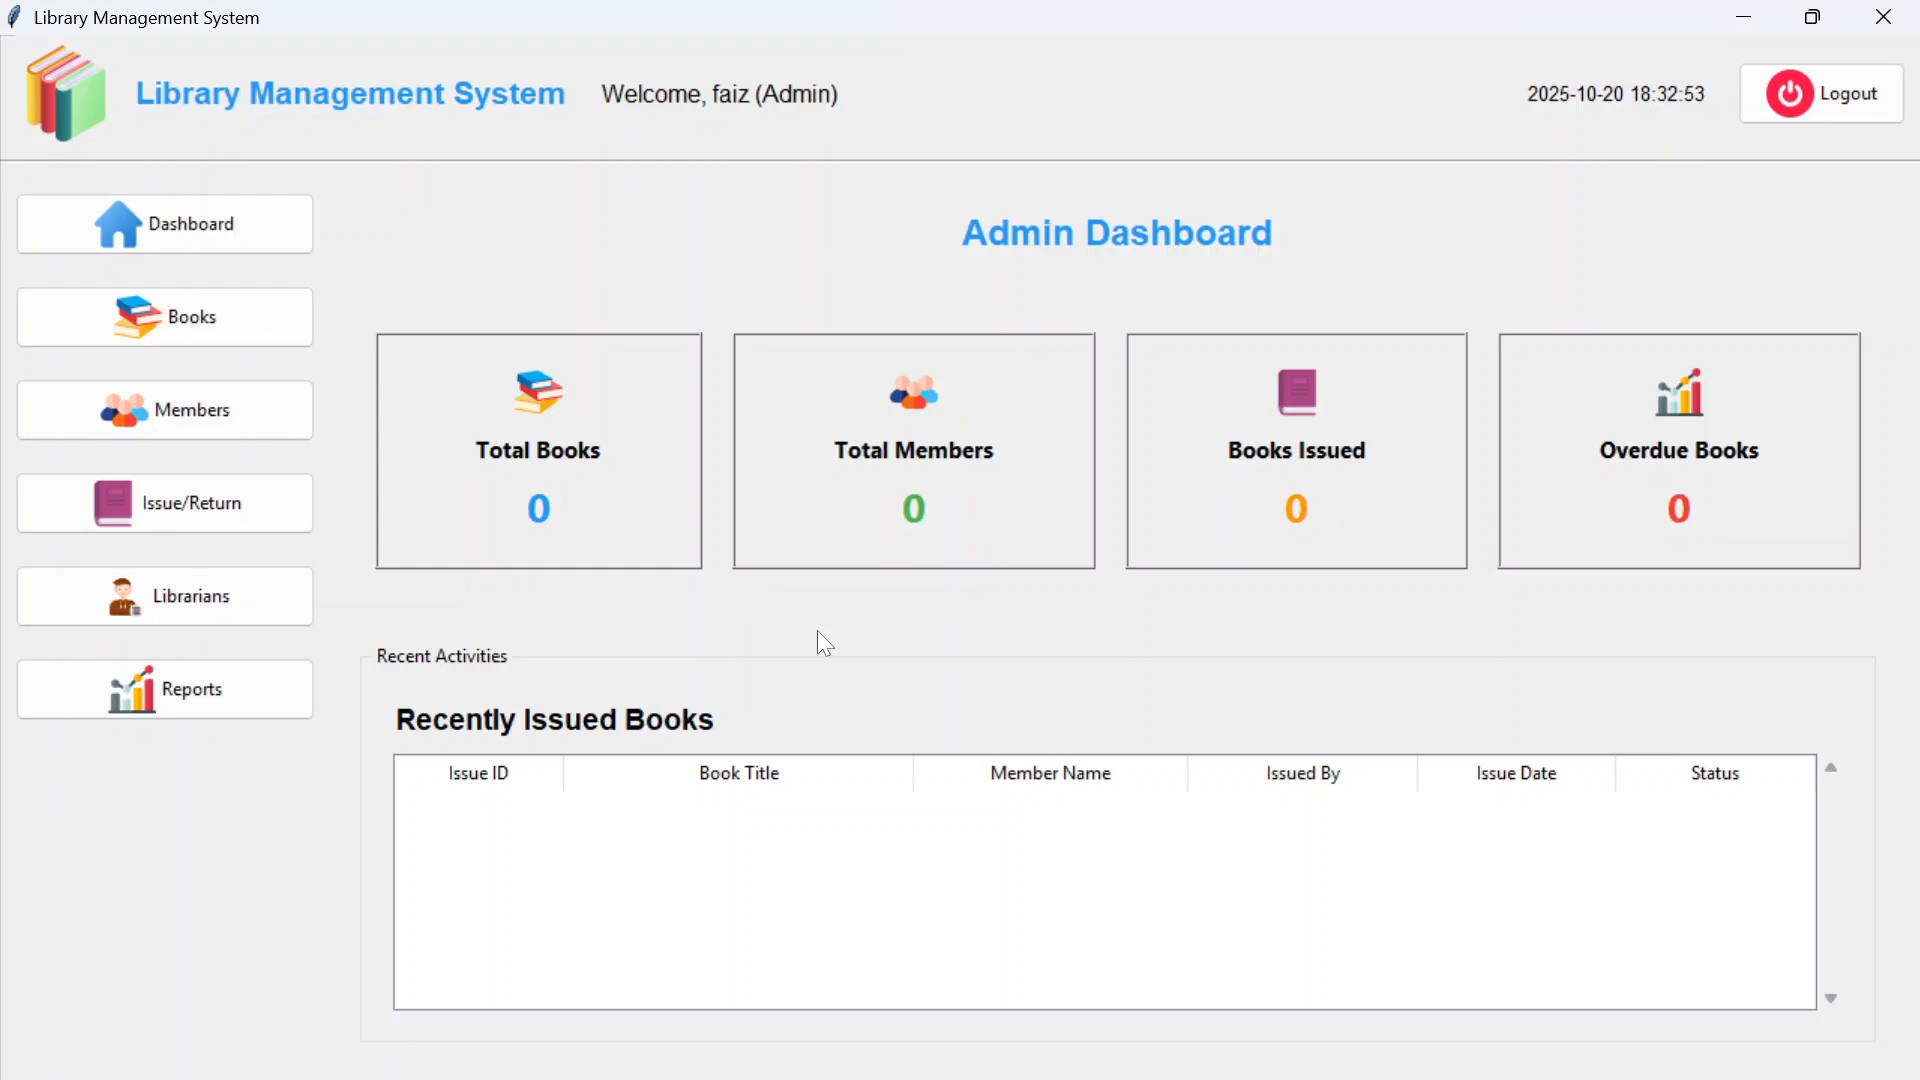 Library Management System
Library Management System
Welcome, faiz (Admin)
2025-10-20 18:32:53
Logout
Dashboard
Books
Members
Issue/Return
Librarians
Reports
Admin Dashboard
Total Books
0
Total Members
0
Books Issued
0
Overdue Books
0
Recent Activities
Recently Issued Books
Issue ID
Book Title
Member Name
Issued By
Issue Date
Status